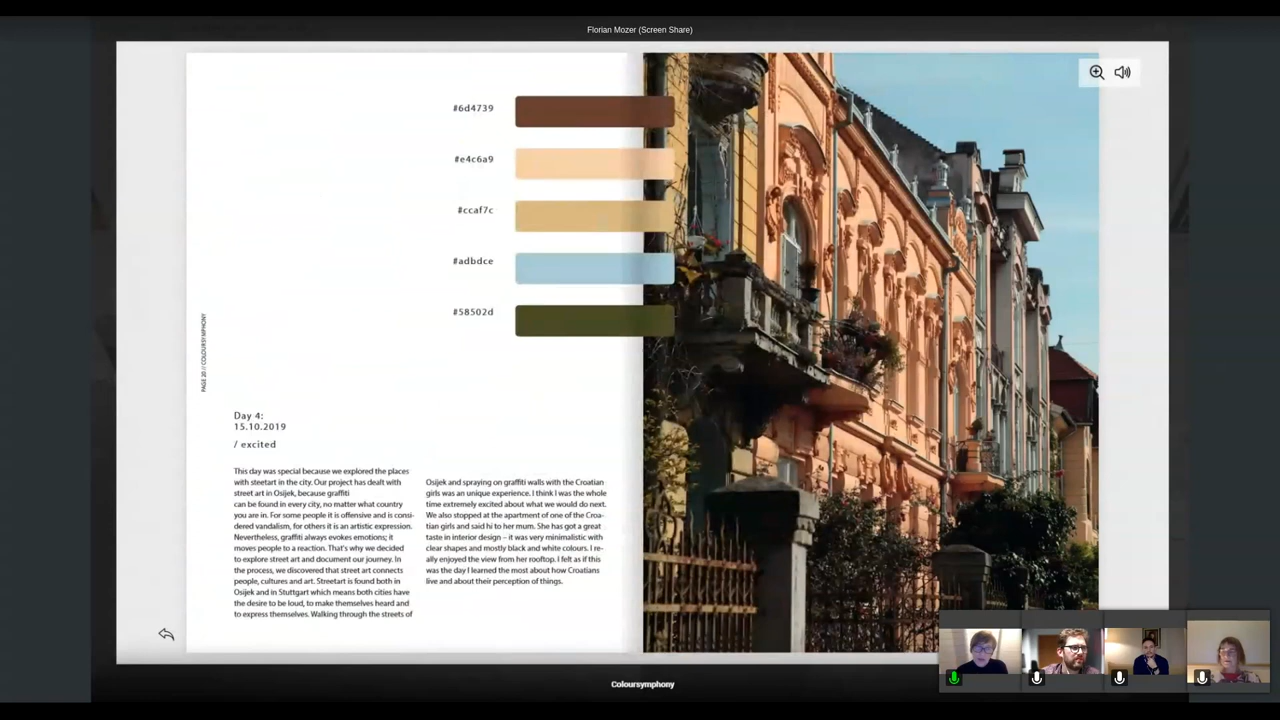 Florian Mozer (Screen Share)
#6d4739
#e4c6a9
#ccaf7c
#adbdce
#58502d
PAGE 20 // COLOURSYMPHONY
Day 4:
15.10.2019
/ excited
This day was special because we explored the places
with steetart in the city. Our project has dealt with
street art in Osijek, because graffiti
can be found in every city, no matter what country
you are in. For some people it is offensive and is consi-
dered vandalism, for others it is an artistic expression.
Nevertheless, graffiti always evokes emotions; it
moves people to a reaction. That's why we decided
to explore street art and document our journey. In
the process, we discovered that street art connects
people, cultures and art. Streetart is found both in
Osijek and in Stuttgart which means both cities have
the desire to be loud, to make themselves heard and
to express themselves. Walking through the streets of
Osijek and spraying on graffiti walls with the Croatian
girls was an unique experience. I think I was the whole
time extremely excited about what we would do next.
We also stopped at the apartment of one of the Croa-
tian girls and said hi to her mum. She has got a great
taste in interior design – it was very minimalistic with
clear shapes and mostly black and white colours. I re-
ally enjoyed the view from her rooftop. I felt as if this
was the day I learned the most about how Croatians
live and about their perception of things.
Coloursymphony